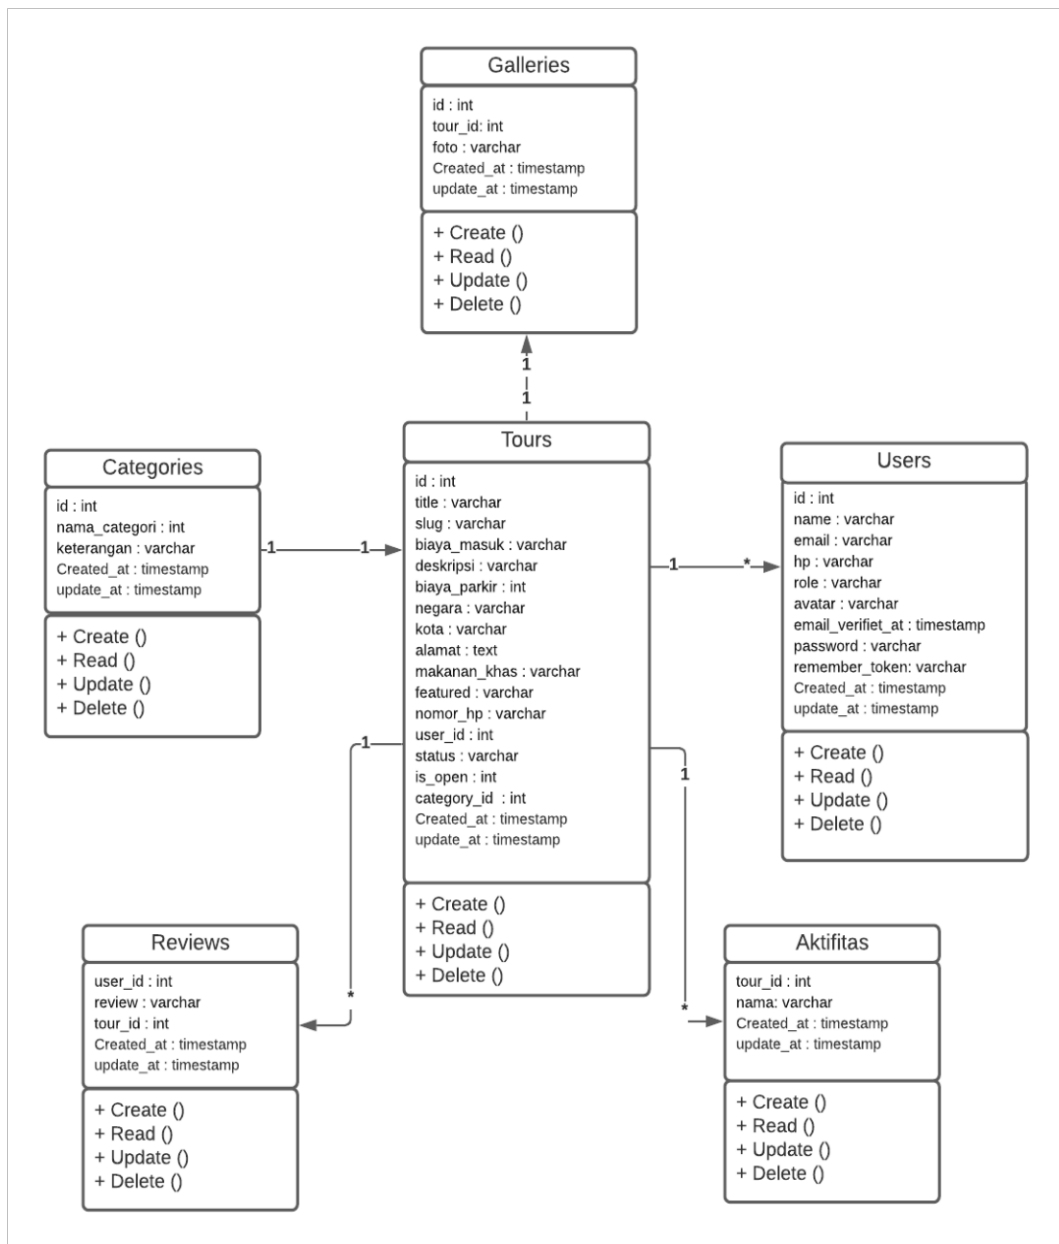 Galleries
id : int
tour_id: int
foto : varchar
Created_at : timestamp
update_at : timestamp
+ Create ()
+ Read ()
+ Update ()
+ Delete ()
1
1
Categories
id : int
nama_categori : int
keterangan : varchar
Created_at : timestamp
update_at : timestamp
+ Create ()
+ Read ()
+ Update ()
+ Delete ()
1
1
Tours
id : int
title : varchar
slug : varchar
biaya_masuk : varchar
deskripsi : varchar
biaya_parkir : int
negara : varchar
kota : varchar
alamat : text
makanan_khas : varchar
featured : varchar
nomor_hp : varchar
user_id : int
status : varchar
is_open : int
category_id : int
Created_at : timestamp
update_at : timestamp
+ Create ()
+ Read ()
+ Update ()
+ Delete ()
1
*
Users
id : int
name : varchar
email : varchar
hp : varchar
role : varchar
avatar : varchar
email_verifiet_at : timestamp
password : varchar
remember_token: varchar
Created_at : timestamp
update_at : timestamp
+ Create ()
+ Read ()
+ Update ()
+ Delete ()
1
*
Reviews
user_id : int
review : varchar
tour_id : int
Created_at : timestamp
update_at : timestamp
+ Create ()
+ Read ()
+ Update ()
+ Delete ()
1
*
Aktifitas
tour_id : int
nama: varchar
Created_at : timestamp
update_at : timestamp
+ Create ()
+ Read ()
+ Update ()
+ Delete ()